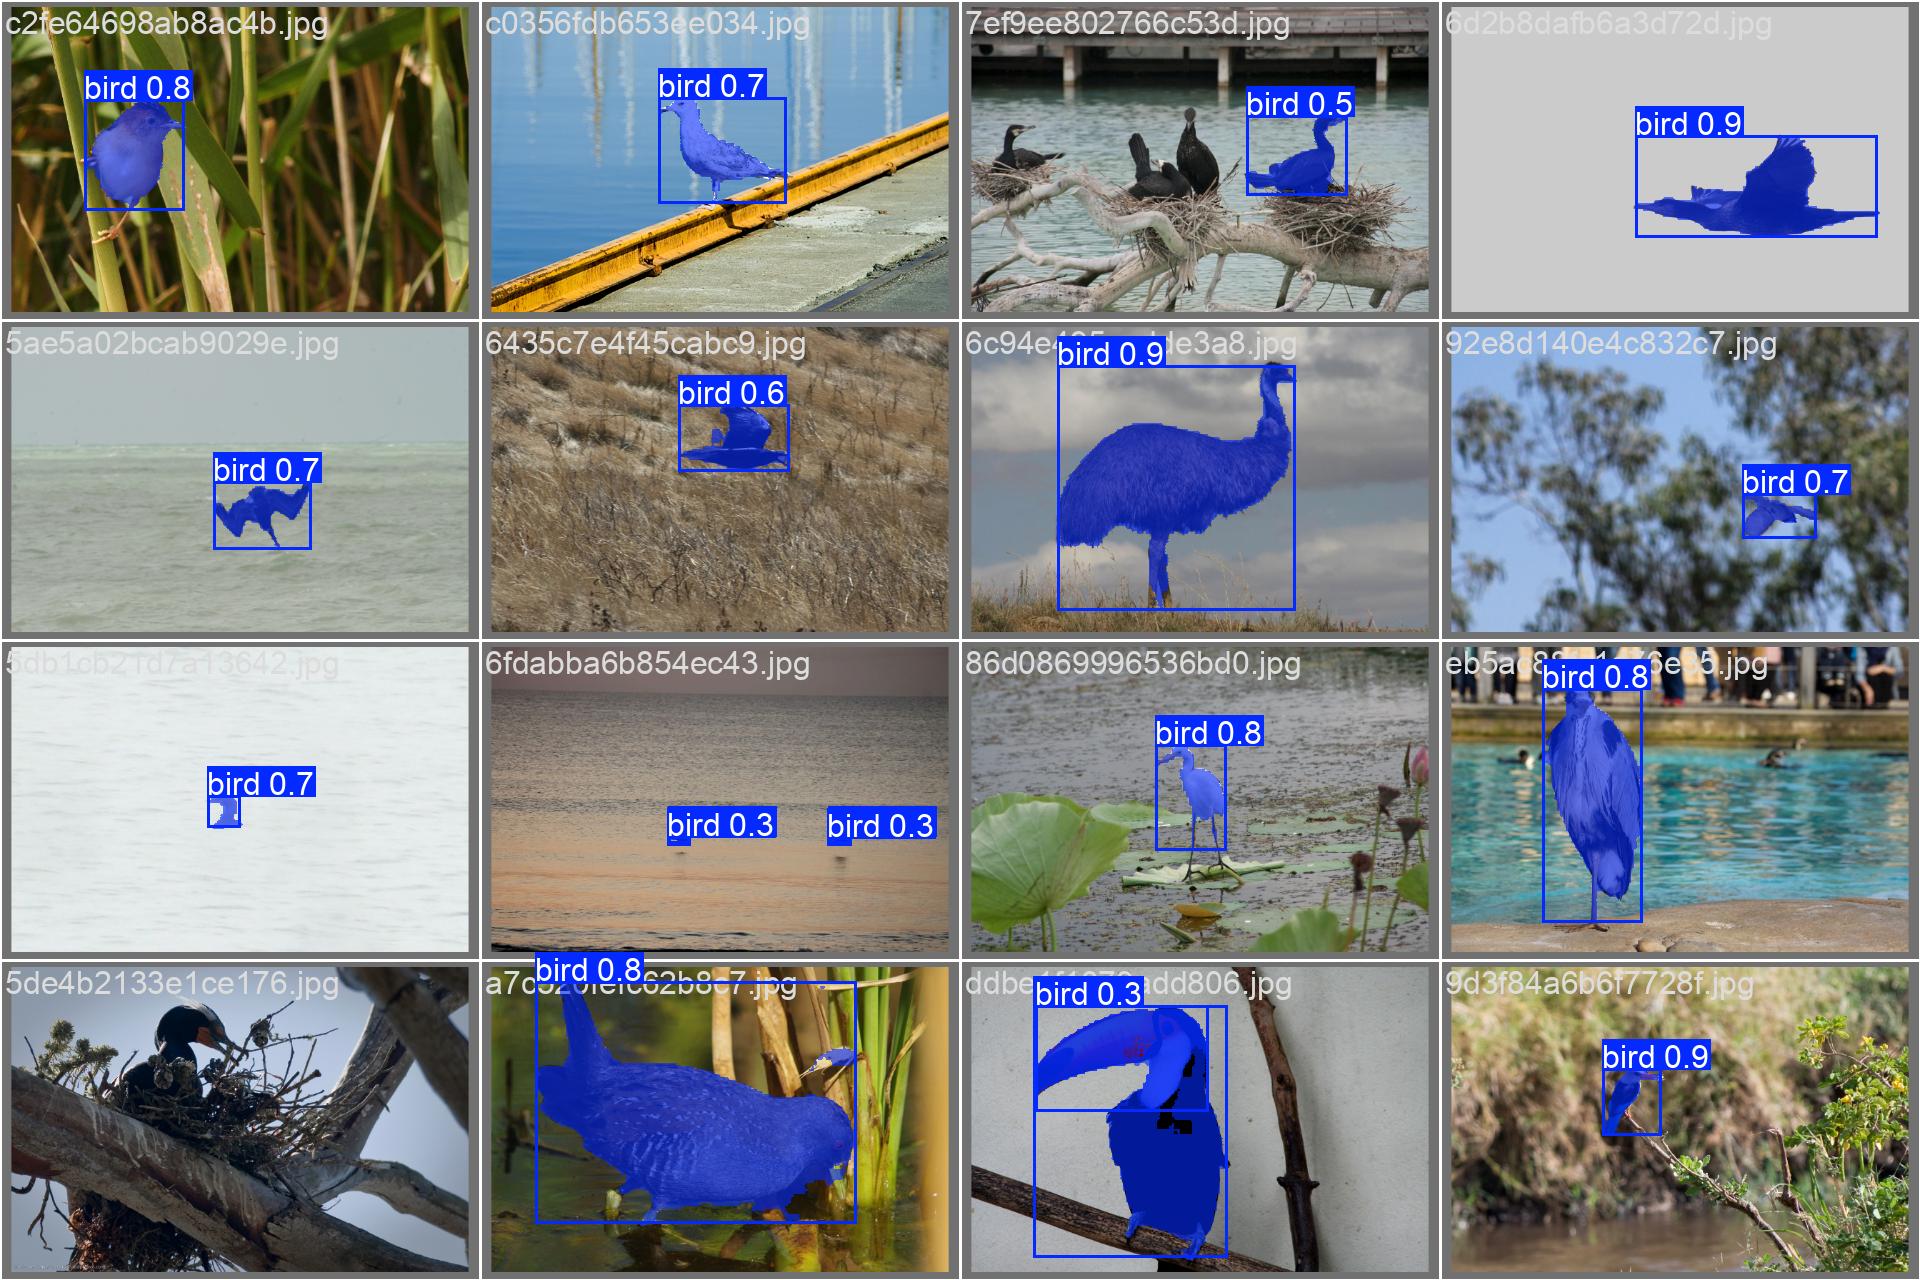 c2fe64698ab8ac4b.jpg
bird 0.8
c0356fdb653ee034.jpg
bird 0.7
7ef9ee802766c53d.jpg
bird 0.5
6d2b8dafb6a3d72d.jpg
bird 0.9
5ae5a02bcab9029e.jpg
bird 0.7
6435c7e4f45cabc9.jpg
bird 0.6
bird 0.9
92e8d140e4c832c7.jpg
bird 0.7
5db1cb21d7a13642.jpg
bird 0.7
6fdabba6b854ec43.jpg
bird 0.3
bird 0.3
86d0869996536bd0.jpg
bird 0.8
bird 0.8
5de4b2133e1ce176.jpg
bird 0.8
bird 0.3
9d3f84a6b6f7728f.jpg
bird 0.9